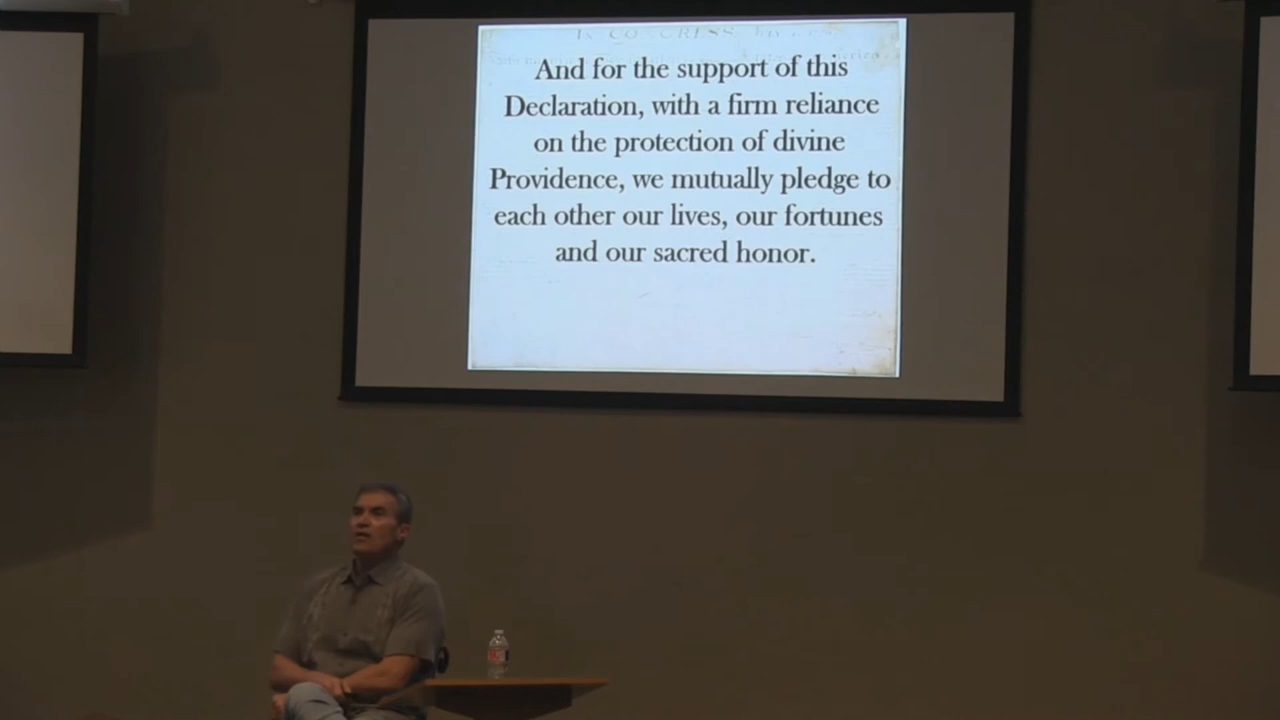 And for the support of this
Declaration, with a firm reliance
on the protection of divine
Providence, we mutually pledge to
each other our lives, our fortunes
and our sacred honor.